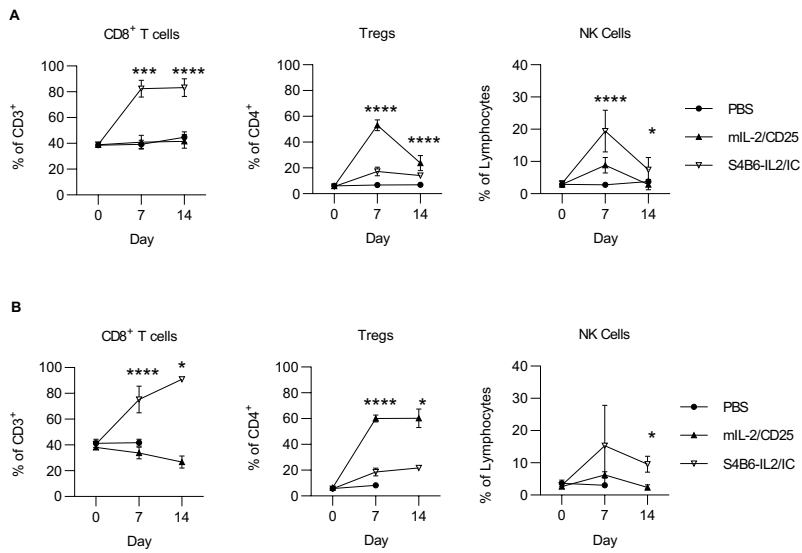 A
CD8+ T cells
Tregs
NK Cells
% of CD3+
100
80
60
40
20
0
***
****
0 7 14
Day
% of CD4+
100
80
60
40
20
0
****
****
0 7 14
Day
% of Lymphocytes
40
30
20
10
0
****
*
0 7 14
Day
PBS
mIL-2/CD25
S4B6-IL2/IC
B
CD8+ T cells
Tregs
NK Cells
% of CD3+
100
80
60
40
20
0
****
*
0 7 14
Day
% of CD4+
100
80
60
40
20
0
****
*
0 7 14
Day
% of Lymphocytes
40
30
20
10
0
*
0 7 14
Day
PBS
mIL-2/CD25
S4B6-IL2/IC